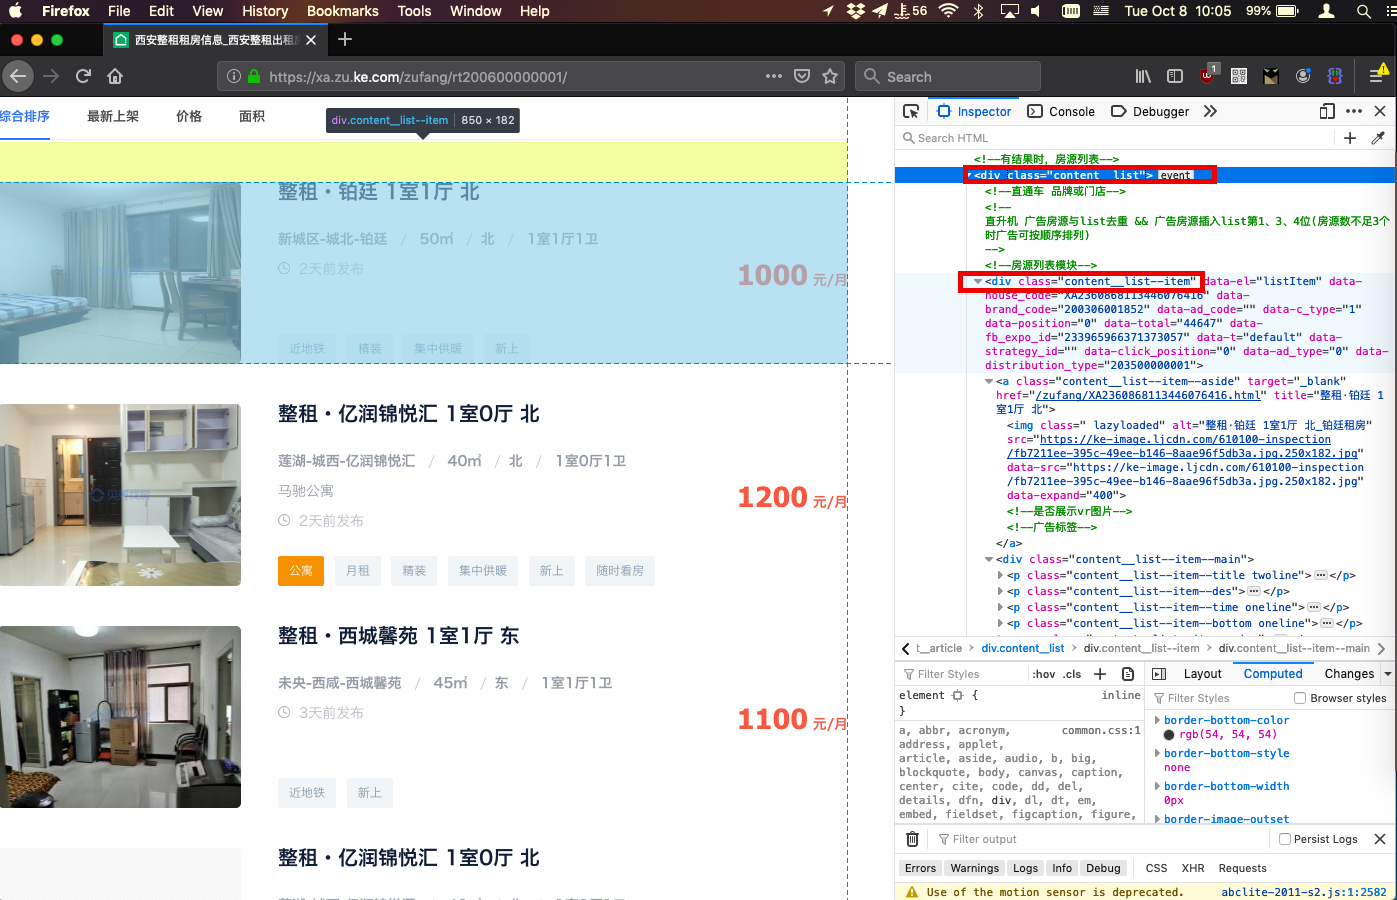 Firefox File Edit View History Bookmarks Tools Window Help
56
Tue Oct 8 10:05 99%
西安整租租房信息_西安整租出租
https://xa.zu.ke.com/zufang/rt200600000001/
Search
1
综合排序 最新上架 价格 面积
div.content__list--item 850 × 182
整租·铂廷 1室1厅 北
新城区-城北-铂廷 / 50㎡ / 北 / 1室1厅1卫
2天前发布
1000 元/月
近地铁 精装 集中供暖 新上
整租·亿润锦悦汇 1室0厅 北
莲湖-城西-亿润锦悦汇 / 40㎡ / 北 / 1室0厅1卫
马驰公寓
1200 元/月
2天前发布
公寓 月租 精装 集中供暖 新上 随时看房
整租·西城馨苑 1室1厅 东
未央-西咸-西城馨苑 / 45㎡ / 东 / 1室1厅1卫
3天前发布
1100 元/月
近地铁 新上
整租·亿润锦悦汇 1室0厅 北
Inspector Console Debugger
Search HTML
<!--有结果时, 房源列表-->
<div class="content__list"> event
<!--直通车 品牌或门店-->
<!--
直升机 广告房源与list去重 && 广告房源插入list第1、3、4位(房源数不足3个
时广告可按顺序排列)
-->
<!--房源列表模块-->
<div class="content__list--item" data-el="listItem" data-
house_code="XA2360868113446076416" data-
brand_code="200306001852" data-ad_code="" data-c_type="1"
data-position="0" data-total="44647" data-
fb_expo_id="233965966371373057" data-t="default" data-
strategy_id="" data-click_position="0" data-ad_type="0" data-
distribution_type="203500000001">
<a class="content__list--item--aside" target="_blank"
href="/zufang/XA2360868113446076416.html" title="整租·铂廷 1
室1厅 北">
<img class=" lazyloaded" alt="整租·铂廷 1室1厅 北_铂廷租房"
src="https://ke-image.ljcdn.com/610100-inspection
/fb7211ee-395c-49ee-b146-8aae96f5db3a.jpg.250x182.jpg"
data-src="https://ke-image.ljcdn.com/610100-inspection
/fb7211ee-395c-49ee-b146-8aae96f5db3a.jpg.250x182.jpg"
data-expand="400">
<!--是否展示vr图片-->
<!--广告标签-->
</a>
<div class="content__list--item--main">
<p class="content__list--item--title twoline"></p>
<p class="content__list--item--des"></p>
<p class="content__list--item--time oneline"></p>
<p class="content__list--item--bottom oneline"></p>
t__article div.content__list div.content__list--item div.content__list--item--main
Filter Styles :hov .cls
element { inline
}
a, abbr, acronym, common.css:1
address, applet,
article, aside, audio, b, big,
blockquote, body, canvas, caption,
center, cite, code, dd, del,
details, dfn, div, dl, dt, em,
embed, fieldset, figcaption, figure,
Layout Computed Changes
Filter Styles Browser styles
border-bottom-color
rgb(54, 54, 54)
border-bottom-style
none
border-bottom-width
0px
border-image-outset
Filter output Persist Logs
Errors Warnings Logs Info Debug CSS XHR Requests
Use of the motion sensor is deprecated. abclite-2011-s2.js:1:2582